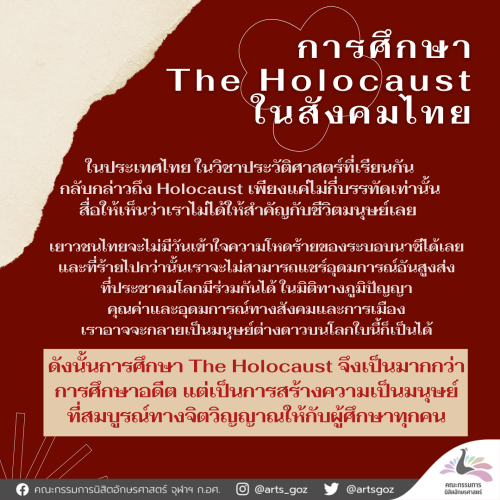 การศึกษา
The Holocaust
ในสังคมไทย
ในประเทศไทย ในวิชาประวัติศาสตร์ที่เรียนกัน
กลับกล่าวถึง Holocaust เพียงแค่ไม่กี่บรรทัดเท่านั้น
สื่อให้เห็นว่าเราไม่ได้ให้สำคัญกับชีวิตมนุษย์เลย
เยาวชนไทยจะไม่มีวันเข้าใจความโหดร้ายของระบอบนาซีได้เลย
และที่ร้ายไปกว่านั้นเราจะไม่สามารถแชร์อุดมการณ์อันสูงส่ง
ที่ประชาคมโลกมีร่วมกันได้ ในมิติทางภูมิปัญญา
คุณค่าและอุดมการณ์ทางสังคมและการเมือง
เราอาจจะกลายเป็นมนุษย์ต่างดาวบนโลกใบนี้ก็เป็นได้
ดังนั้นการศึกษา The Holocaust จึงเป็นมากกว่า
การศึกษาอดีต แต่เป็นการสร้างความเป็นมนุษย์
ที่สมบูรณ์ทางจิตวิญญาณให้กับผู้ศึกษาทุกคน
คณะกรรมการนิสิตอักษรศาสตร์ จุฬาฯ ก.อศ. @arts_goz @artsgoz
คณะกรรมการ
นิสิตอักษรศาสตร์